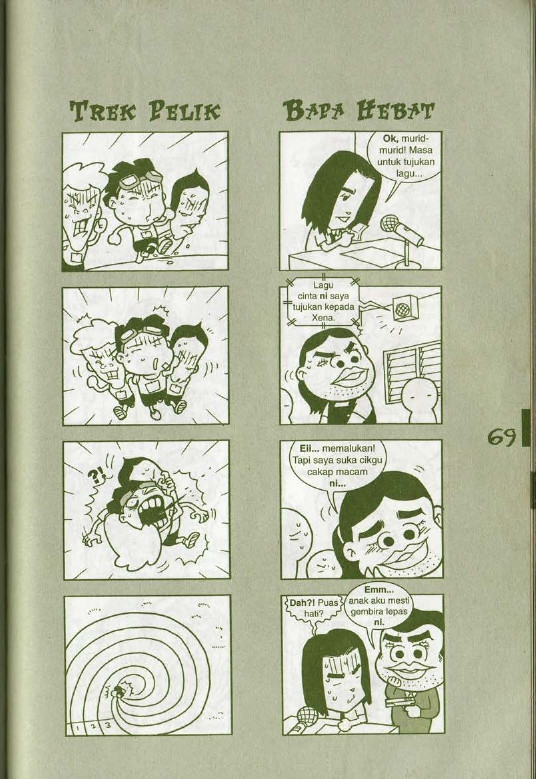 TREK PELIK
BAPA HEBAT
?!
1 2 3
Ok, murid-
murid! Masa
untuk tujukan
lagu...
Lagu
cinta ni saya
tujukan kepada
Xena.
Eii... memalukan!
Tapi saya suka cikgu
cakap macam
ni...
Dah?! Puas
hati?
Emm...
anak aku mesti
gembira lepas
ni.
69